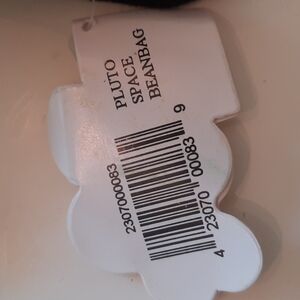 PLUTO
SPACE
BEANBAG
2307000083
4 23070 00083 9